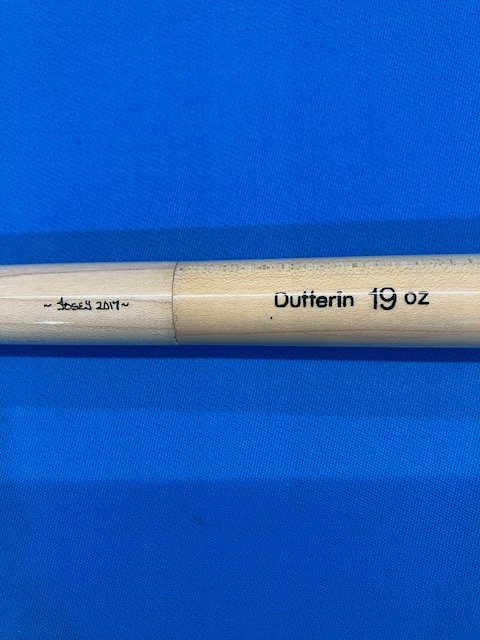 ~ Josey 2017 ~
Dufferin 19 oz